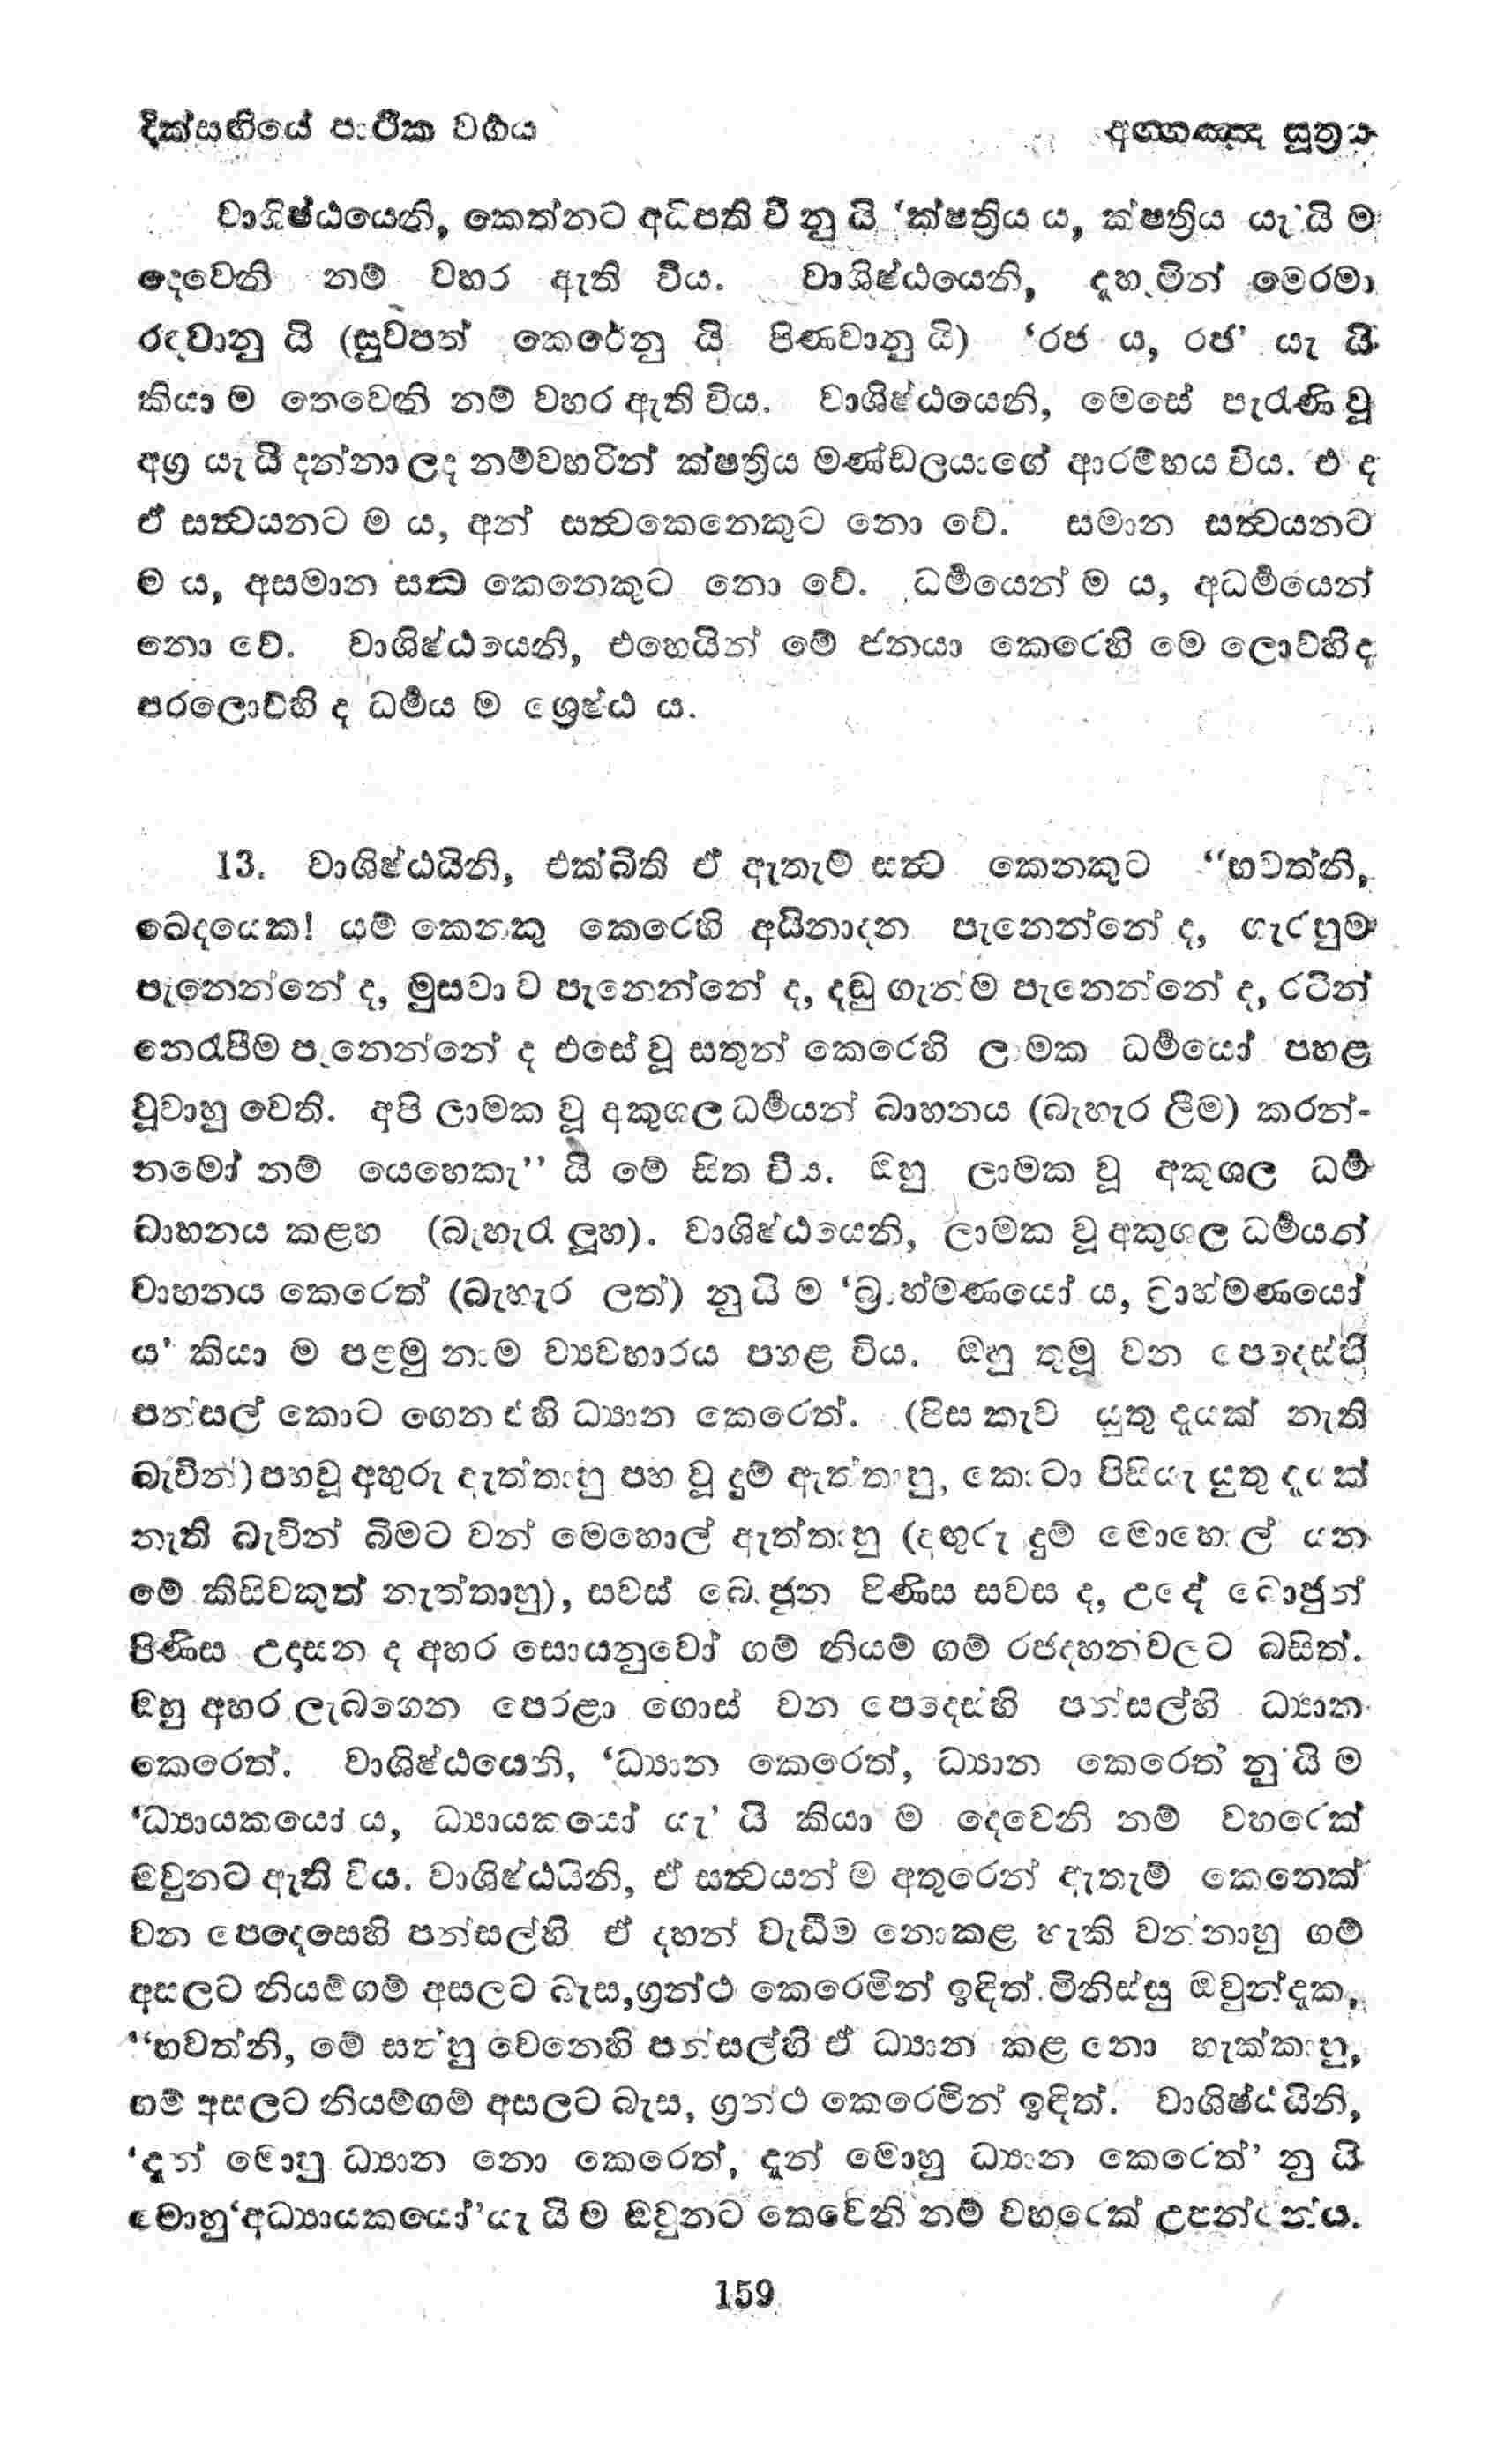 දික්සඟියේ පාථික වර්‍ගය
අග්ගඤ්ඤ සූත්‍රය
වාශිෂ්ඨයෙනි, කෙත්නට අධිපති වී නු යි ‘ක්ෂත්‍රිය ය, ක්ෂත්‍රිය යැ’යි ම
දෙවෙනි නම් වහර ඇති විය. වාශිෂ්ඨයෙනි, දැහැමින් මෙරමා
රදවානු යි (සුවපත් කෙරේනු යි පිණවානු යි) ‘රජ ය, රජ’ යැ යි
කියා ම තෙවෙනි නම් වහර ඇති විය. වාශිෂ්ඨයෙනි, මෙසේ පැරැණි වූ
අග්‍ර යැ යි දන්නා ලද නම්වහරින් ක්ෂත්‍රිය මණ්ඩලයාගේ ආරම්භය විය. එ ද
ඒ සත්‍ත්‍වයනට ම ය, අන් සත්‍ත්‍වකෙනෙකුට නො වේ. සමාන සත්‍ත්‍වයනට
ම ය, අසමාන සත්‍ත්‍ව කෙනෙකුට නො වේ. ධර්‍මයෙන් ම ය, අධර්‍මයෙන්
නො වේ. වාශිෂ්ඨයෙනි, එහෙයින් මේ ජනයා කෙරෙහි මෙ ලොව්හිද
පරලොව්හි ද ධර්‍මය ම ශ්‍රෙෂ්ඨ ය.
13. වාශිෂ්ඨයිනි, එක්බිති ඒ ඇතැම් සත්‍ත්‍ව කෙනකුට “භවත්නි,
ඛෙදයෙක! යම් කෙනකු කෙරෙහි අයිනාදන පැනෙන්නේ ද, ගැරහුම
පැනෙන්නේ ද, මුසවා ව පැනෙන්නේ ද, දඬු ගැන්ම පැනෙන්නේ ද, රටින්
නෙරැපීම පැනෙන්නේ ද එසේ වූ සතුන් කෙරෙහි ලාමක ධර්‍මයෝ පහළ
වූවාහු වෙති. අපි ලාමක වූ අකුශල ධර්‍මයන් බාහනය (බැහැර ලීම) කරන්-
නමෝ නම් යෙහෙකැ” යි මේ සිත විය. ඔහු ලාමක වූ අකුශල ධර්‍ම
බාහනය කළහ (බැහැරැ ලූහ). වාශිෂ්ඨයෙනි, ලාමක වූ අකුශල ධර්‍මයන්
වාහනය කෙරෙත් (බැහැර ලත්) නු යි ම ‘බ්‍රාහ්මණයෝ ය, බ්‍රාහ්මණයෝ
ය’ කියා ම පළමු නාම ව්‍යවහාරය පහළ විය. ඔහු තුමූ වන පෙදෙස්හි
පන්සල් කොට ගෙන එහි ධ්‍යාන කෙරෙත්. (පිස කැව යුතු දැයක් නැති
බැවින්) පහවූ අඟුරු ඇත්තාහු පහ වූ දුම් ඇත්තාහු, කොටා පිසියැ යුතු දැයක්
නැති බැවින් බිමට වන් මොහොල් ඇත්තාහු (අඟුරු දුම් මොහොල් යන
මේ කිසිවකුත් නැත්තාහු), සවස් බොජුන පිණිස සවස ද, උදේ බොජුන්
පිණිස උදැසන ද අහර සොයනුවෝ ගම් නියම් ගම් රජදහන්වලට බසිත්.
ඔහු අහර ලැබගෙන පෙරළා ගොස් වන පෙදෙස්හි පන්සල්හි ධ්‍යාන
කෙරෙත්. වාශිෂ්ඨයෙනි, ‘ධ්‍යාන කෙරෙත්, ධ්‍යාන කෙරෙත් නු’යි ම
‘ධ්‍යායකයෝ ය, ධ්‍යායකයෝ යැ’ යි කියා ම දෙවෙනි නම් වහරෙක්
ඔවුනට ඇති විය. වාශිෂ්ඨයිනි, ඒ සත්‍ත්‍වයන් ම අතුරෙන් ඇතැම් කෙනෙක්
වන පෙදෙසෙහි පන්සල්හි ඒ දහන් වැඩීම නොකළ හැකි වන්නාහු ගම්
අසලට නියම්ගම් අසලට බැස, ග්‍රන්ථ කෙරෙමින් ඉඳිත්. මිනිස්සු ඔවුන්දැක,
“භවත්නි, මේ සත්හු වෙනෙහි පන්සල්හි ඒ ධ්‍යාන කළ නො හැක්කාහු,
ගම් අසලට නියම්ගම් අසලට බැස, ග්‍රන්ථ කෙරෙමින් ඉඳිත්. වාශිෂ්ඨයිනි,
‘දැන් මොහු ධ්‍යාන නො කෙරෙත්, දැන් මොහු ධ්‍යාන කෙරෙත්’ නු යි
මොහු‘අධ්‍යායකයෝ’යැ යි ම ඔවුනට තෙවෙනි නම් වහරෙක් උපන්නේය.
159